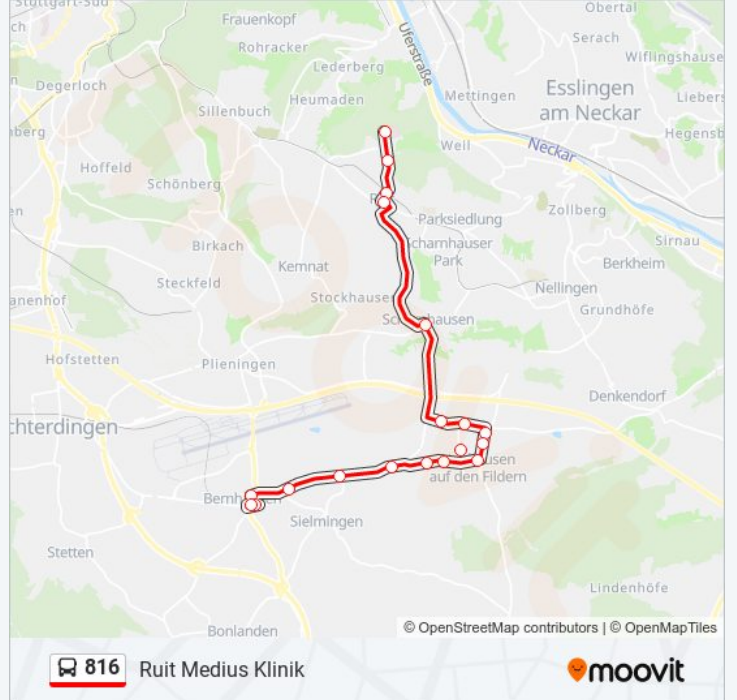 Stuttgart-Süd
Frauenkopf
Obertal
Rohracker
Uferstraße
Serach
Wiflingshause
Lederberg
Degerloch
Heumaden
Mettingen
Esslingen
am Neckar
Liebers
Sillenbuch
Hegensb
Weil
Neckar
Hoffeld
Schönberg
Parksiedlung
Zollberg
Scharnhauser
Park
Sirnau
Birkach
Kemnat
Berkheim
Steckfeld
Stockhausen
Nellingen
Grundhöfe
Hofstetten
Plieningen
Denkendorf
chterdingen
auf den Fildern
Sielmingen
Stetten
Lindenhöfe
Bonlanden
© OpenStreetMap contributors | © OpenMapTiles
816 Ruit Medius Klinik
moovit